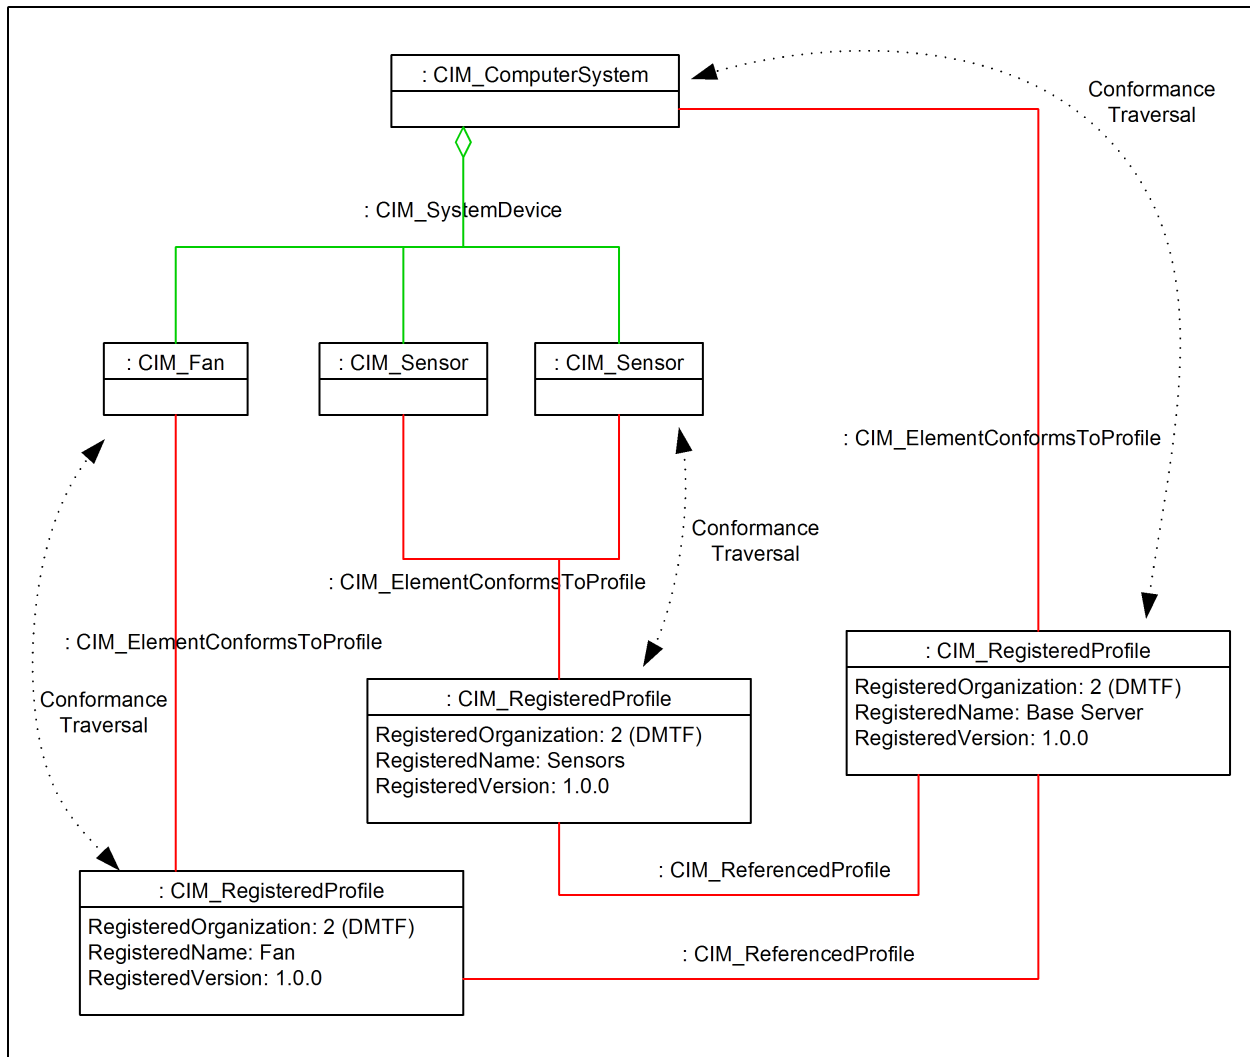 : CIM_ComputerSystem
Conformance
Traversal
: CIM_SystemDevice
: CIM_Fan
: CIM_Sensor
: CIM_Sensor
: CIM_ElementConformsToProfile
Conformance
Traversal
: CIM_ElementConformsToProfile
: CIM_ElementConformsToProfile
Conformance
Traversal
: CIM_RegisteredProfile
RegisteredOrganization: 2 (DMTF)
RegisteredName: Base Server
RegisteredVersion: 1.0.0
: CIM_RegisteredProfile
RegisteredOrganization: 2 (DMTF)
RegisteredName: Sensors
RegisteredVersion: 1.0.0
: CIM_ReferencedProfile
: CIM_RegisteredProfile
RegisteredOrganization: 2 (DMTF)
RegisteredName: Fan
RegisteredVersion: 1.0.0
: CIM_ReferencedProfile